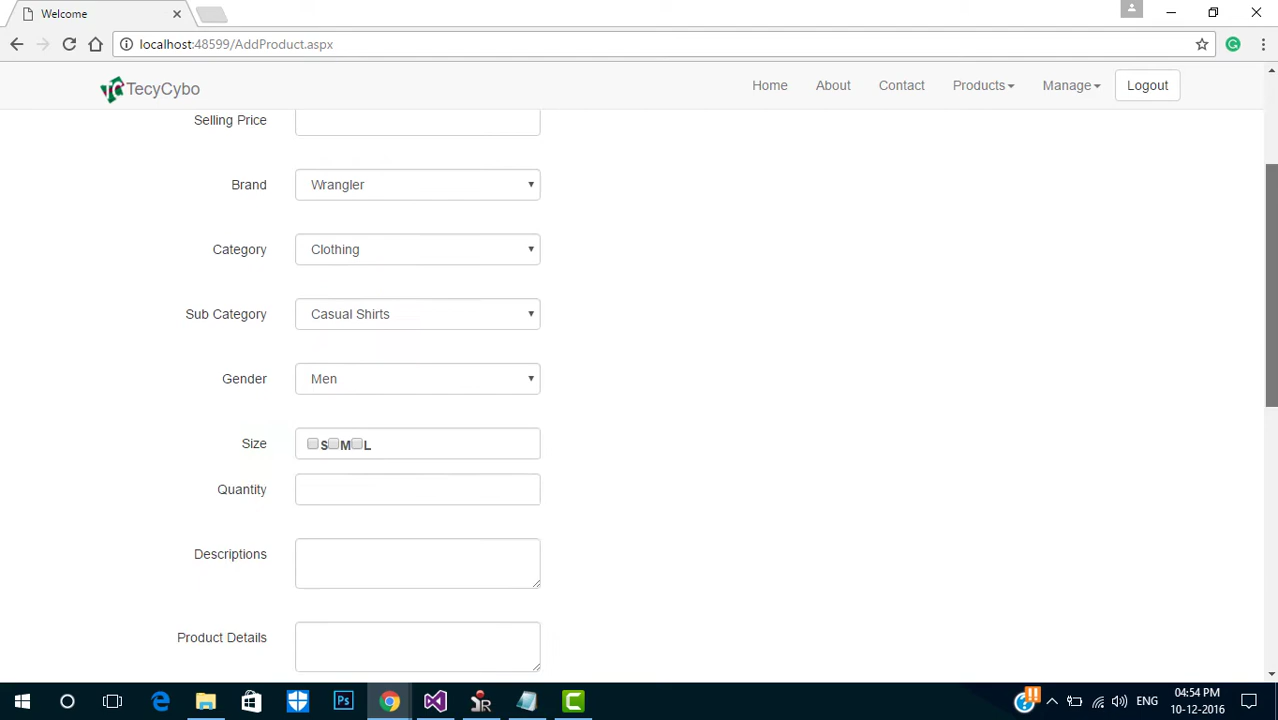 Welcome
localhost:48599/AddProduct.aspx
TecyCybo
Home About Contact Products Manage Logout
Selling Price
Brand Wrangler
Category Clothing
Sub Category Casual Shirts
Gender Men
Size S M L
Quantity
Descriptions
Product Details
ENG 04:54 PM
10-12-2016